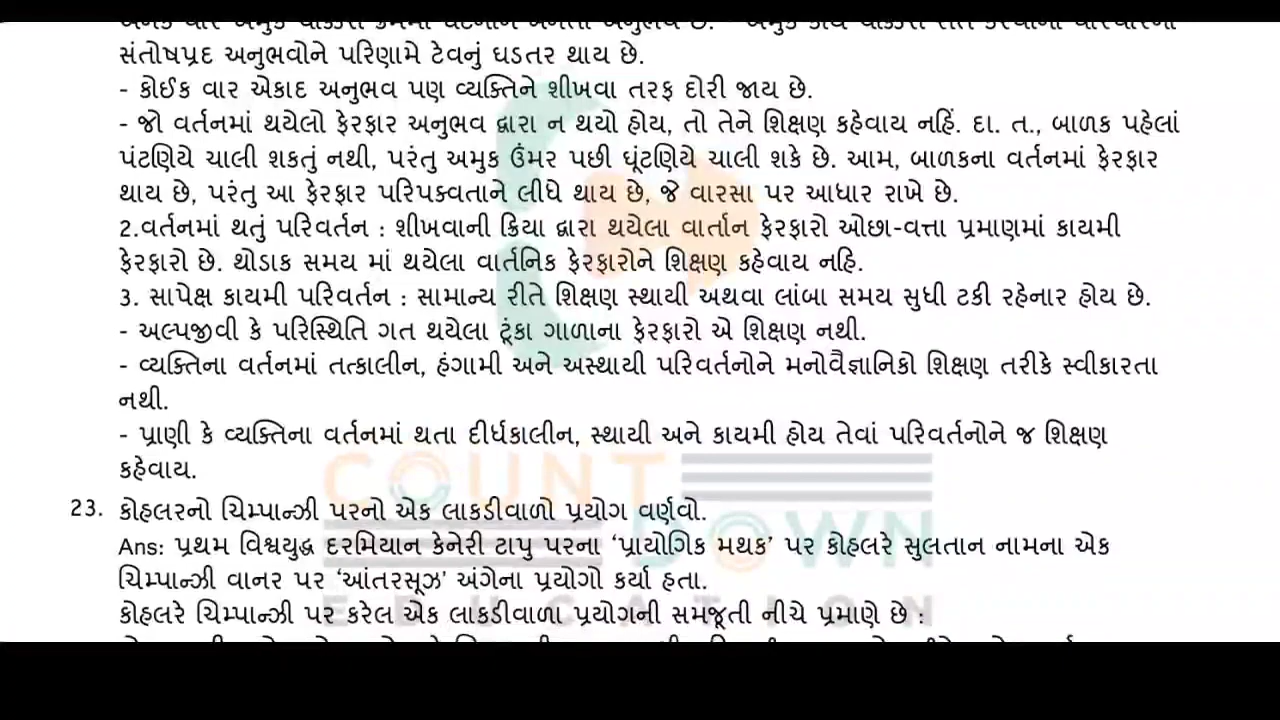 સંતોષપ્રદ અનુભવોને પરિણામે ટેવનું ઘડતર થાય છે.
- કોઈક વાર એકાદ અનુભવ પણ વ્યક્તિને શીખવા તરફ દોરી જાય છે.
- જો વર્તનમાં થયેલો ફેરફાર અનુભવ દ્વારા ન થયો હોય, તો તેને શિક્ષણ કહેવાય નહિં. દા. ત., બાળક પહેલાં
પંટણિયે ચાલી શકતું નથી, પરંતુ અમુક ઉંમર પછી ઘૂંટણિયે ચાલી શકે છે. આમ, બાળકના વર્તનમાં ફેરફાર
થાય છે, પરંતુ આ ફેરફાર પરિપક્વતાને લીધે થાય છે, જે વારસા પર આધાર રાખે છે.
2.વર્તનમાં થતું પરિવર્તન : શીખવાની ક્રિયા દ્વારા થયેલા વાર્તાન ફેરફારો ઓછા-વત્તા પ્રમાણમાં કાયમી
ફેરફારો છે. થોડાક સમય માં થયેલા વાર્તનિક ફેરફારોને શિક્ષણ કહેવાય નહિ.
3. સાપેક્ષ કાયમી પરિવર્તન : સામાન્ય રીતે શિક્ષણ સ્થાયી અથવા લાંબા સમય સુધી ટકી રહેનાર હોય છે.
- અલ્પજીવી કે પરિસ્થિતિ ગત થયેલા ટૂંકા ગાળાના ફેરફારો એ શિક્ષણ નથી.
- વ્યક્તિના વર્તનમાં તત્કાલીન, હંગામી અને અસ્થાયી પરિવર્તનોને મનોવૈજ્ઞાનિકો શિક્ષણ તરીકે સ્વીકારતા
નથી.
- પ્રાણી કે વ્યક્તિના વર્તનમાં થતા દીર્ધકાલીન, સ્થાયી અને કાયમી હોય તેવાં પરિવર્તનોને જ શિક્ષણ
કહેવાય.
COUNT
DOWN
23. કોહલરનો ચિમ્પાન્ઝી પરનો એક લાકડીવાળો પ્રયોગ વર્ણવો.
Ans: પ્રથમ વિશ્વયુદ્ધ દરમિયાન કેનેરી ટાપુ પરના ‘પ્રાયોગિક મથક’ પર કોહલરે સુલતાન નામના એક
ચિમ્પાન્ઝી વાનર પર ‘આંતરસૂઝ’ અંગેના પ્રયોગો કર્યા હતા.
EDUCATION
કોહલરે ચિમ્પાન્ઝી પર કરેલ એક લાકડીવાળા પ્રયોગની સમજૂતી નીચે પ્રમાણે છે :